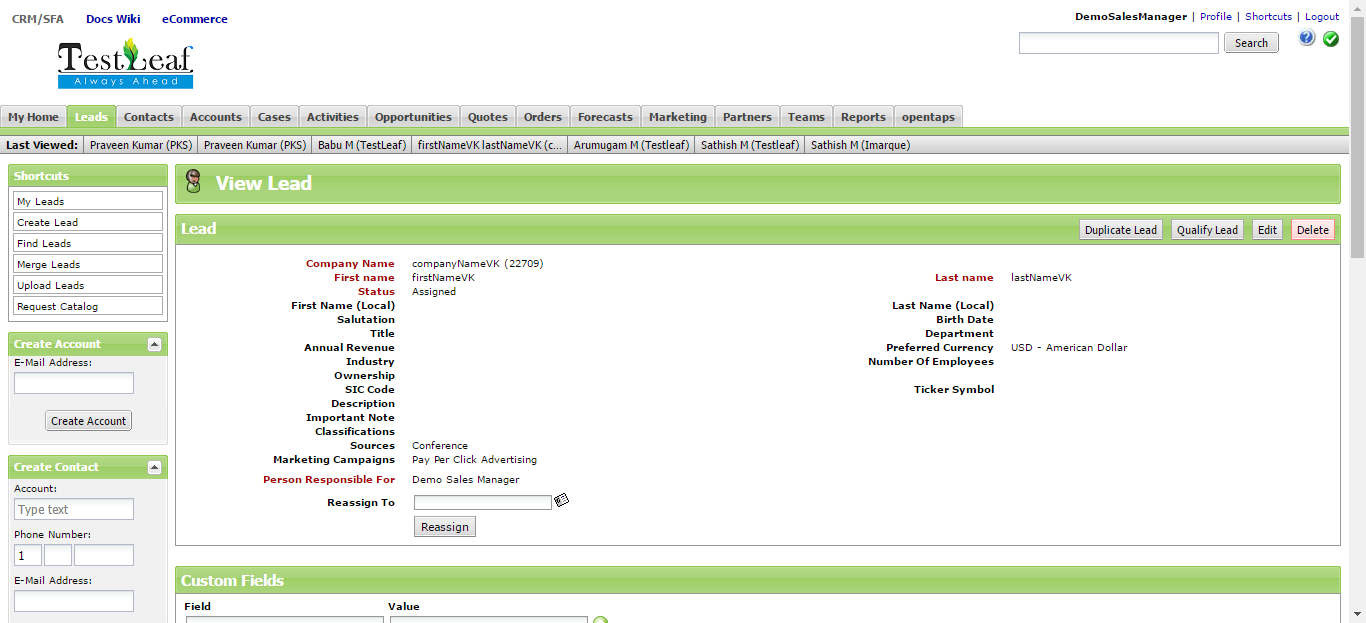 CRM/SFA Docs Wiki eCommerce
DemoSalesManager | Profile | Shortcuts | Logout
TestLeaf
Always Ahead
Search
My Home Leads Contacts Accounts Cases Activities Opportunities Quotes Orders Forecasts Marketing Partners Teams Reports opentaps
Last Viewed: Praveen Kumar (PKS) Praveen Kumar (PKS) Babu M (TestLeaf) firstNameVK lastNameVK (c... Arumugam M (Testleaf) Sathish M (Testleaf) Sathish M (Imarque)
Shortcuts
My Leads
Create Lead
Find Leads
Merge Leads
Upload Leads
Request Catalog
Create Account
E-Mail Address:
Create Account
Create Contact
Account:
Type text
Phone Number:
1
E-Mail Address:
View Lead
Lead Duplicate Lead Qualify Lead Edit Delete
Company Name companyNameVK (22709)
First name firstNameVK Last name lastNameVK
Status Assigned
First Name (Local) Last Name (Local)
Salutation Birth Date
Title Department
Annual Revenue Preferred Currency USD - American Dollar
Industry Number Of Employees
Ownership
SIC Code Ticker Symbol
Description
Important Note
Classifications
Sources Conference
Marketing Campaigns Pay Per Click Advertising
Person Responsible For Demo Sales Manager
Reassign To
Reassign
Custom Fields
Field Value